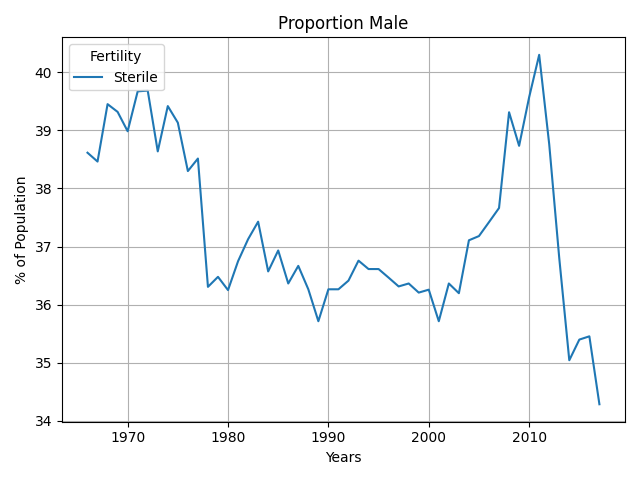 Proportion Male
Fertility
Sterile
% of Population
40
39
38
37
36
35
34
1970
1980
1990
2000
2010
Years